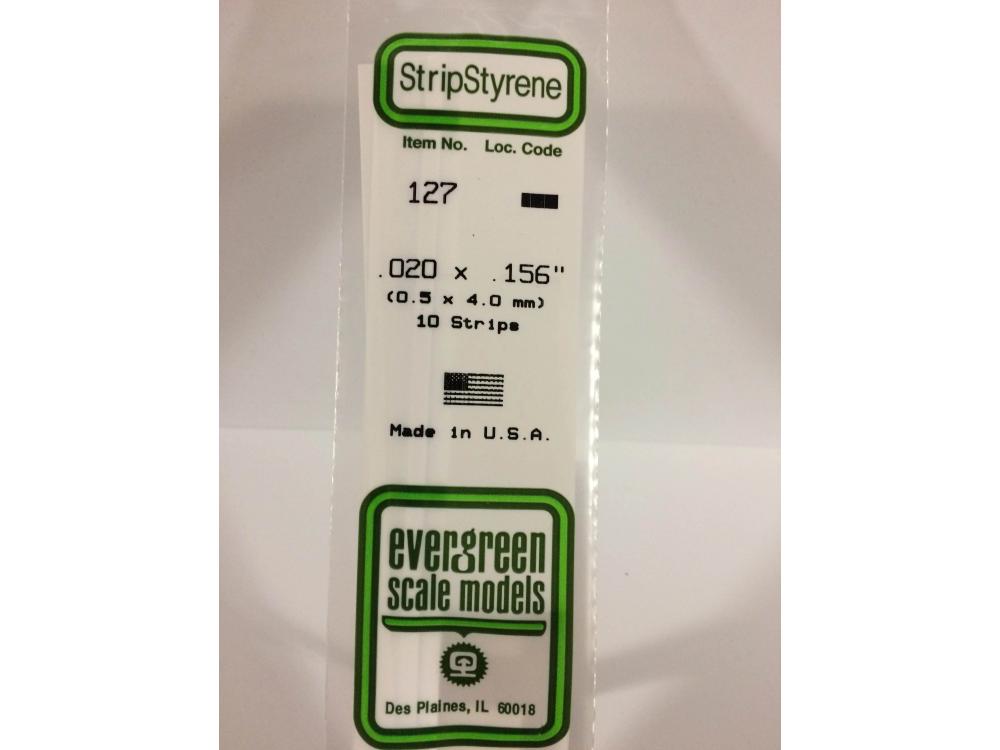 StripStyrene
Item No. Loc. Code
127
.020 x .156"
(0.5 x 4.0 mm)
10 Strips
Made in U.S.A.
evergreen
scale models
Des Plaines, IL 60018